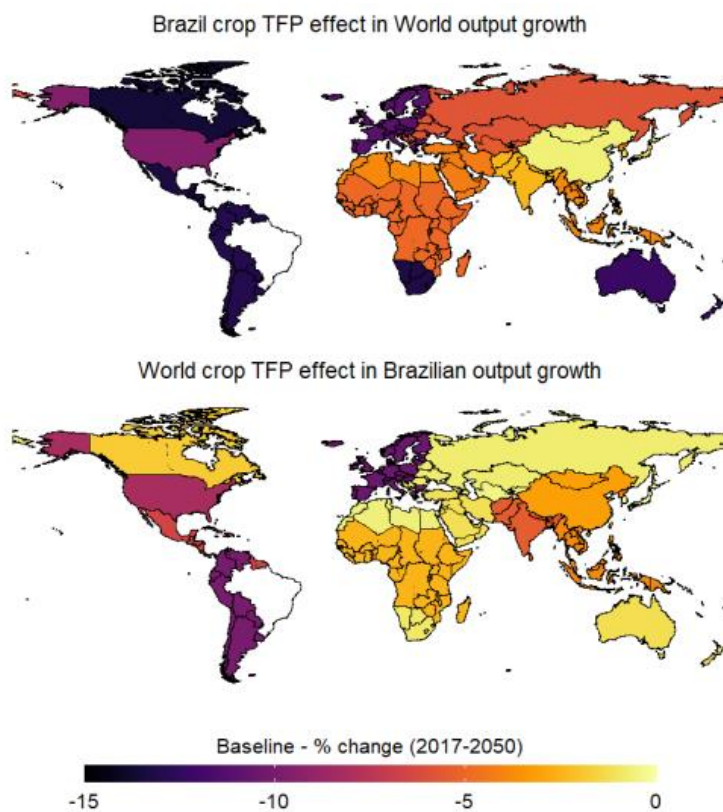 Brazil crop TFP effect in World output growth
World crop TFP effect in Brazilian output growth
Baseline - % change (2017-2050)
-15 -10 -5 0